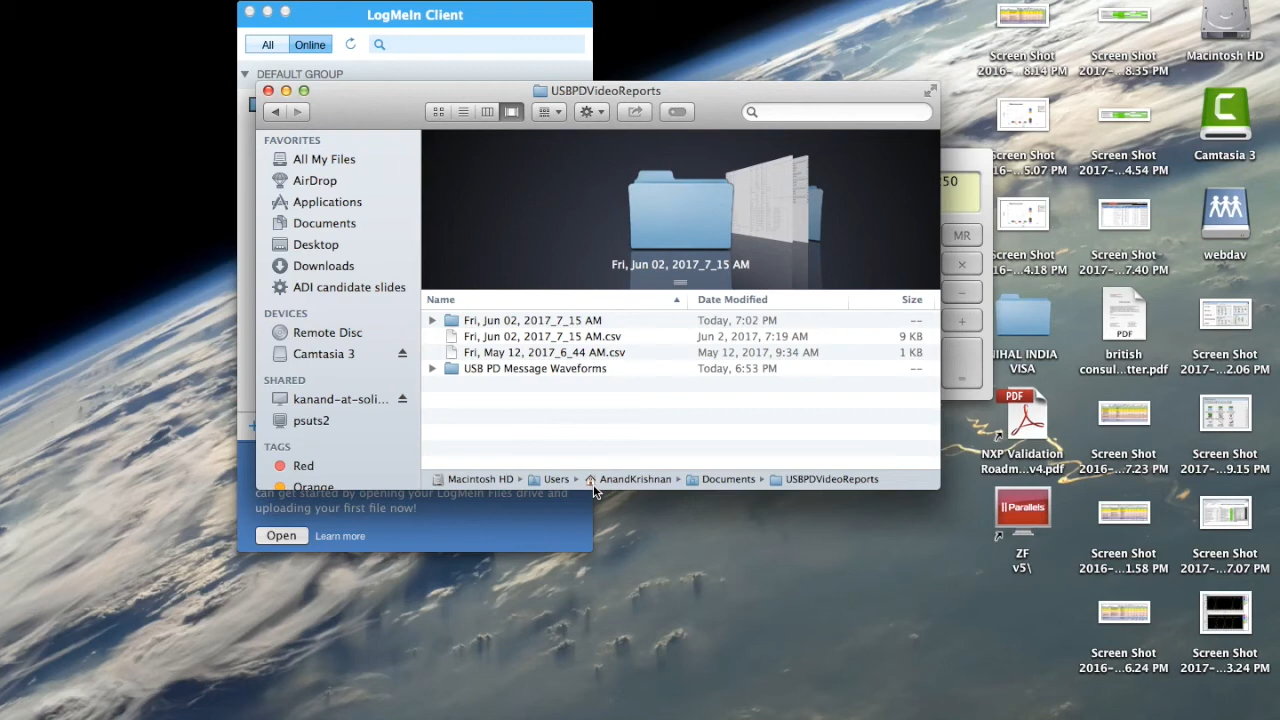 LogMeIn Client
All
Online
DEFAULT GROUP
USBPDVideoReports
FAVORITES
All My Files
AirDrop
Applications
Documents
Desktop
Downloads
ADI candidate slides
DEVICES
Remote Disc
Camtasia 3
SHARED
kanand-at-soli...
psuts2
TAGS
Red
Orange
Fri, Jun 02, 2017_7_15 AM
Name Date Modified Size
Fri, Jun 02, 2017_7_15 AM Today, 7:02 PM --
Fri, Jun 02, 2017_7_15 AM.csv Jun 2, 2017, 7:19 AM 9 KB
Fri, May 12, 2017_6_44 AM.csv May 12, 2017, 9:34 AM 1 KB
USB PD Message Waveforms Today, 6:53 PM --
Macintosh HD Users AnandKrishnan Documents USBPDVideoReports
can get started by opening your LogMeIn Files drive and
uploading your first file now!
Open
Learn more
50
MR
×
−
+
=
Screen Shot
2016-...8.14 PM
Screen Shot
2017-...8.35 PM
Macintosh HD
Screen Shot
16-...5.07 PM
Screen Shot
2016-...4.54 PM
Camtasia 3
Screen Shot
16-...4.18 PM
Screen Shot
2017-...7.40 PM
webdav
NIHAL INDIA
VISA
PDF
british
consul...tter.pdf
Screen Shot
2017-...2.06 PM
PDF
NXP Validation
Roadm...v4.pdf
Screen Shot
2016-...7.23 PM
Screen Shot
2017-...9.15 PM
Parallels
ZF
v5\
Screen Shot
2016-...1.58 PM
Screen Shot
2017-...7.07 PM
Screen Shot
2016-...6.24 PM
Screen Shot
2017-...3.24 PM